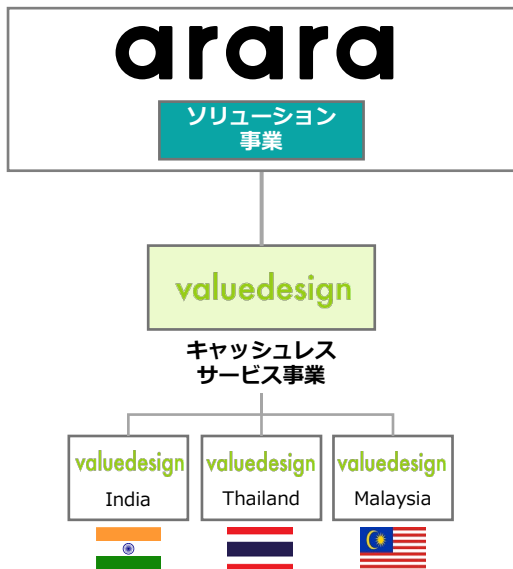 arara
ソリューション
事業
valuedesign
キャッシュレス
サービス事業
valuedesign
India
valuedesign
Thailand
valuedesign
Malaysia